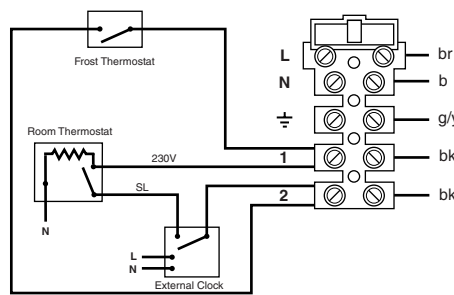 L
br
Frost Thermostat
N
b
g/y
Room Thermostat
230V
1
bk
SL
2
bk
N
L
N
External Clock